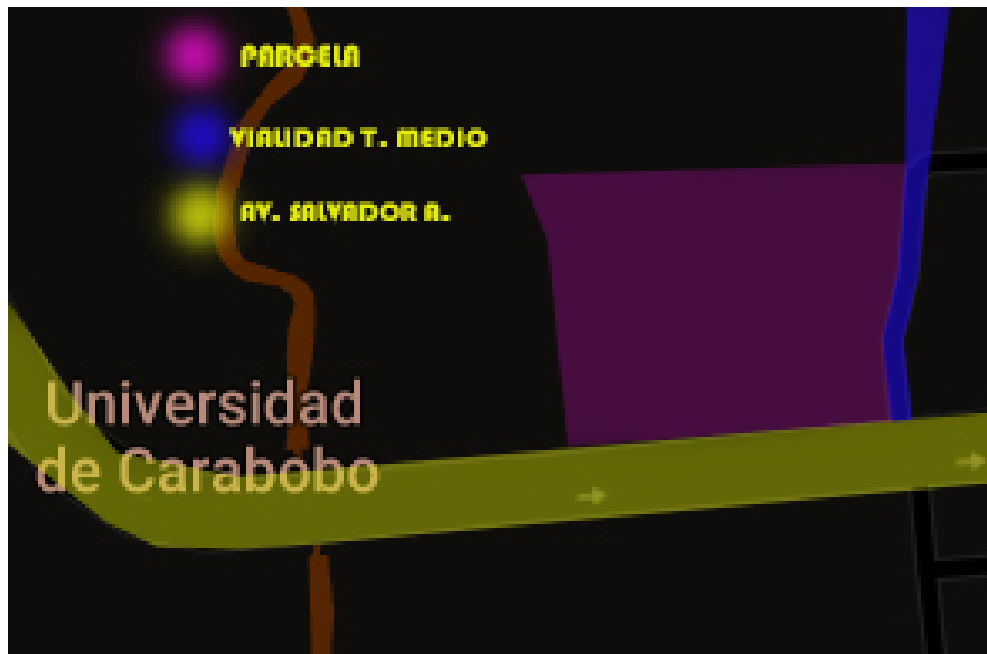 PARCELA
VIALIDAD T. MEDIO
AV. SALVADOR A.
Universidad
de Carabobo